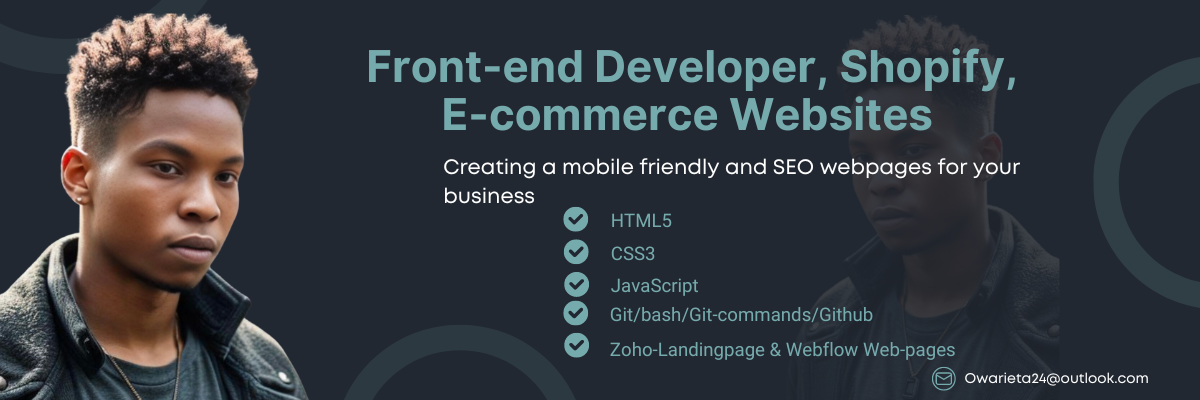 Front-end Developer, Shopify,
E-commerce Websites
Creating a mobile friendly and SEO webpages for your
business
HTML5
CSS3
JavaScript
Git/bash/Git-commands/Github
Zoho-Landingpage & Webflow Web-pages
Owarieta24@outlook.com